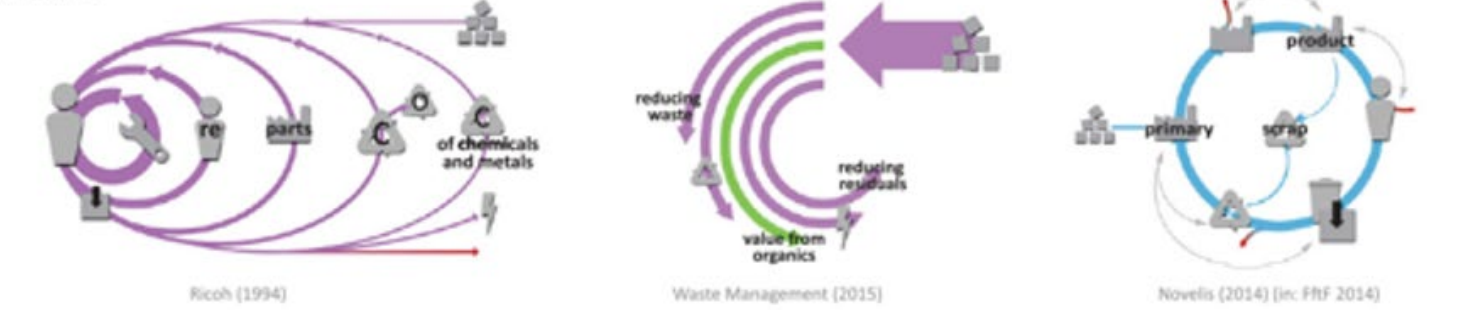 re
parts
C
O
C
of chemicals
and metals
Ricoh (1994)
reducing
waste
reducing
residuals
value from
organics
Waste Management (2015)
product
primary
scrap
Novelis (2014) (in: FftF 2014)